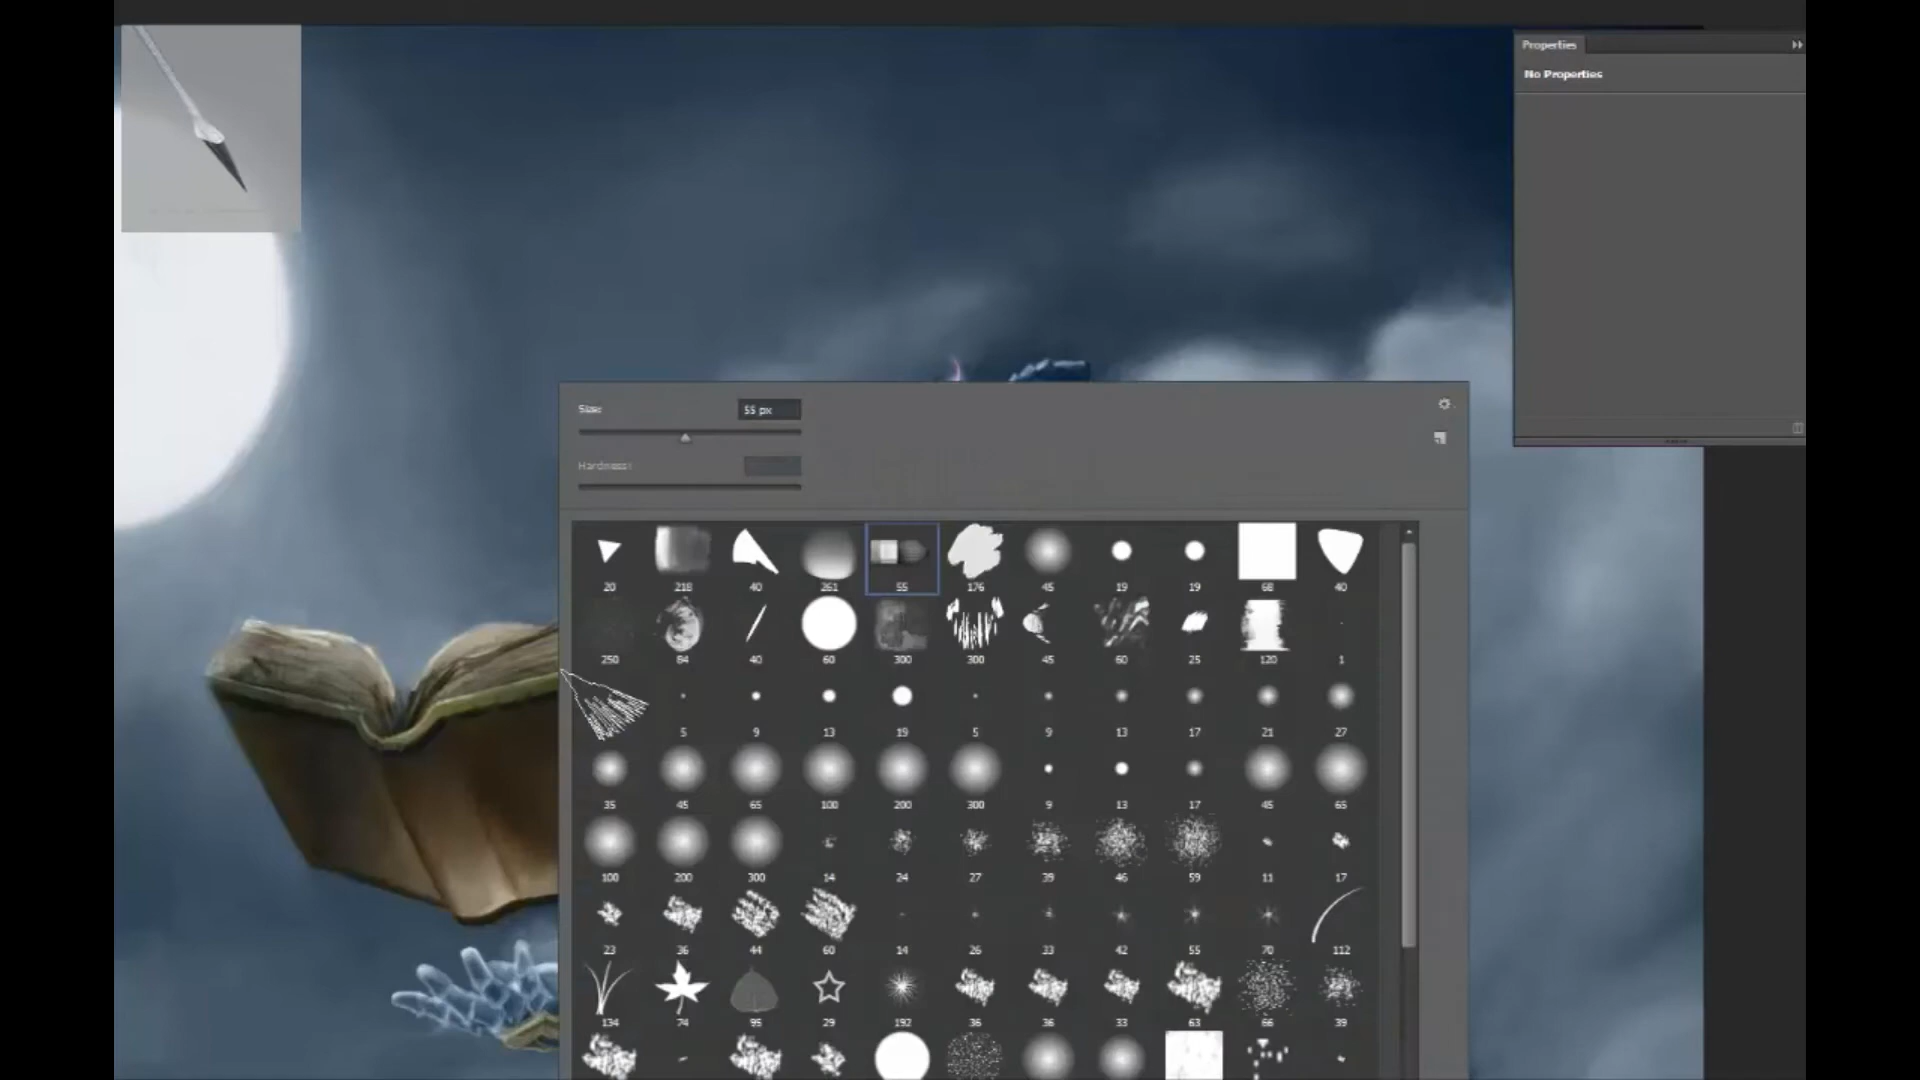 Properties
No Properties
Size:
55 px
Hardness:
20 218 40 261 55 176 45 19 19 68 40
250 84 40 60 300 300 45 60 25 120 1
5 9 13 19 5 9 13 17 21 27
35 45 65 100 200 300 9 13 17 45 65
100 200 300 14 24 27 39 46 59 11 17
23 36 44 60 14 26 33 42 55 70 112
134 74 95 29 192 36 36 33 63 66 39